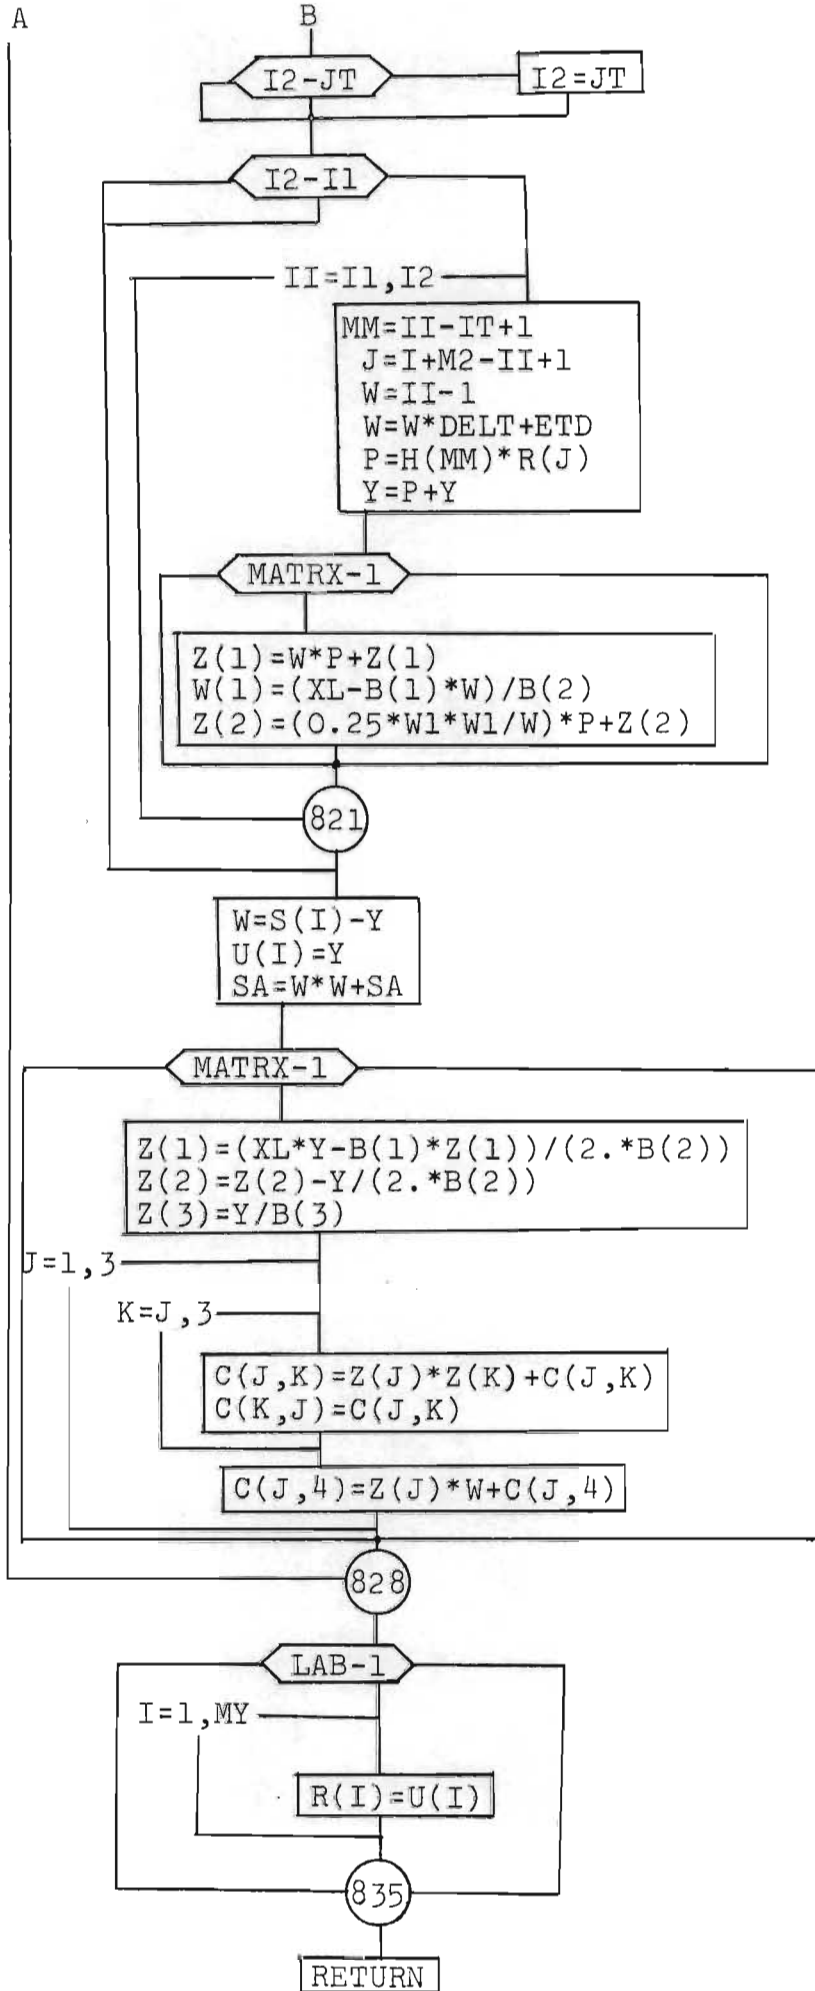 A
B
I2-JT
I2=JT
I2-I1
II=I1,I2
MM=II-IT+1
J=I+M2-II+1
W=II-1
W=W*DELT+ETD
P=H(MM)*R(J)
Y=P+Y
MATRX-1
Z(1)=W*P+Z(1)
W(1)=(XL-B(1)*W)/B(2)
Z(2)=(0.25*W1*W1/W)*P+Z(2)
821
W=S(I)-Y
U(I)=Y
SA=W*W+SA
MATRX-1
Z(1)=(XL*Y-B(1)*Z(1))/(2.*B(2))
Z(2)=Z(2)-Y/(2.*B(2))
Z(3)=Y/B(3)
J=1,3
K=J,3
C(J,K)=Z(J)*Z(K)+C(J,K)
C(K,J)=C(J,K)
C(J,4)=Z(J)*W+C(J,4)
828
LAB-1
I=1,MY
R(I)=U(I)
835
RETURN